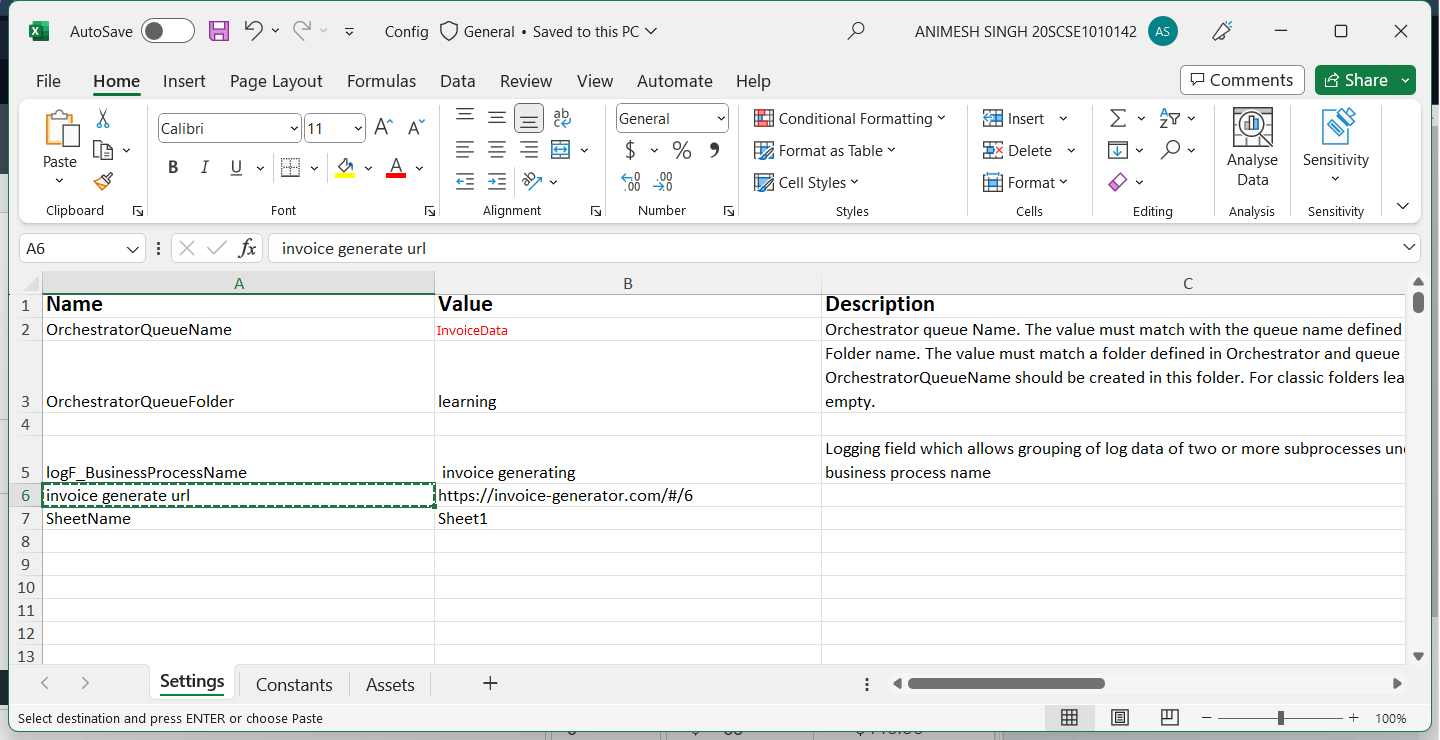 AutoSave Config General • Saved to this PC ANIMESH SINGH 20SCSE1010142 AS
File Home Insert Page Layout Formulas Data Review View Automate Help Comments Share
Paste
Calibri 11 A A
B I U A
ab
General
$ % 9
.00
Conditional Formatting
Format as Table
Cell Styles
Insert
Delete
Format
Analyse
Data
Sensitivity
Clipboard Font Alignment Number Styles Cells Editing Analysis Sensitivity
A6 fx invoice generate url
A B C
1 Name Value Description
2 OrchestratorQueueName InvoiceData Orchestrator queue Name. The value must match with the queue name defined
Folder name. The value must match a folder defined in Orchestrator and queue
OrchestratorQueueName should be created in this folder. For classic folders lea
3 OrchestratorQueueFolder learning empty.
4
Logging field which allows grouping of log data of two or more subprocesses un
5 logF_BusinessProcessName invoice generating business process name
6 invoice generate url https://invoice-generator.com/#/6
7 SheetName Sheet1
8
9
10
11
12
13
Settings Constants Assets +
Select destination and press ENTER or choose Paste 100%